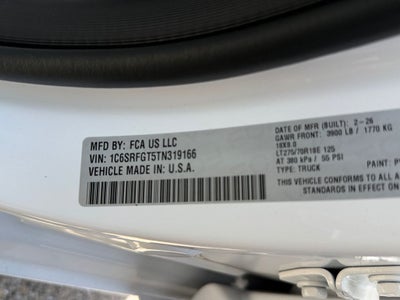 MFD BY: FCA US LLC
VIN: 1C6SRFGT5TN319166
VEHICLE MADE IN: U.S.A.
DATE OF MFR (BUILT): 2-26
GAWR FRONT: 3900 LB / 1770 KG
18X8.0
LT275/70R18E 125
AT 380 kPa / 55 PSI
TYPE: TRUCK
PAINT:
THIS VEHICLE CONFORMS TO ALL A
STANDARDS IN EFFECT